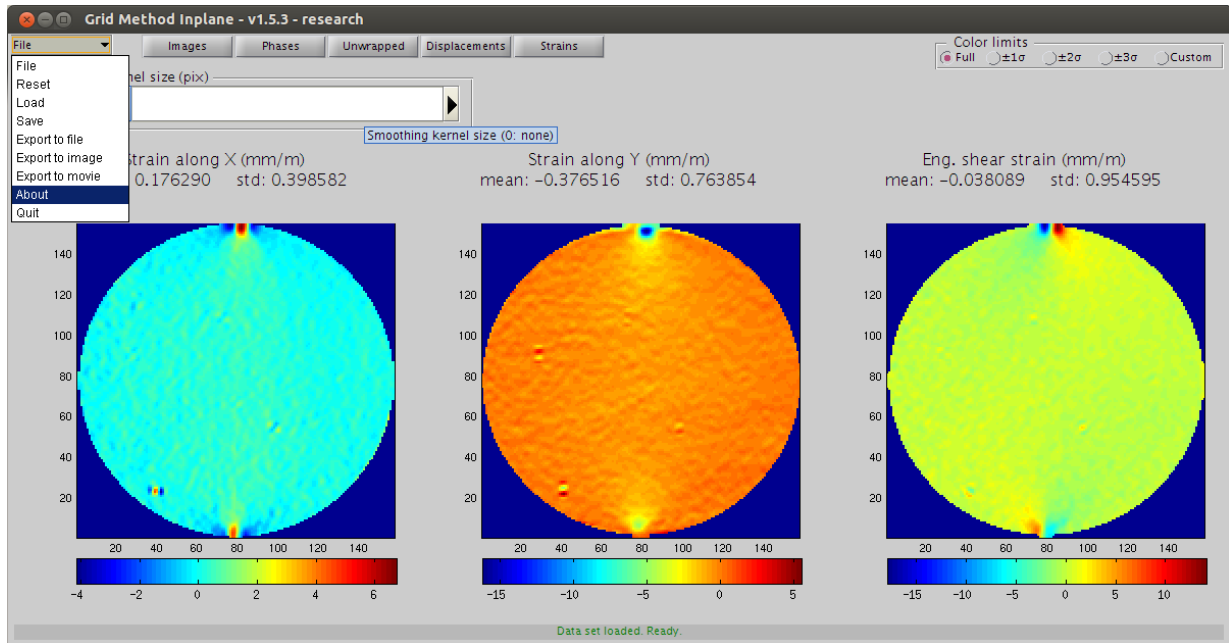 Grid Method Inplane - v1.5.3 - research
File Images Phases Unwrapped Displacements Strains
Color limits
Full ±1σ ±2σ ±3σ Custom
File
Reset
Load
Save
Export to file
Export to image
Export to movie
About
Quit
nel size (pix)
Smoothing kernel size (0: none)
Strain along X (mm/m)
0.176290 std: 0.398582
Strain along Y (mm/m)
mean: −0.376516 std: 0.763854
Eng. shear strain (mm/m)
mean: −0.038089 std: 0.954595
140
120
100
80
60
40
20
20 40 60 80 100 120 140
−4 −2 0 2 4 6
140
120
100
80
60
40
20
20 40 60 80 100 120 140
−15 −10 −5 0 5
140
120
100
80
60
40
20
20 40 60 80 100 120 140
−15 −10 −5 0 5 10
Data set loaded. Ready.